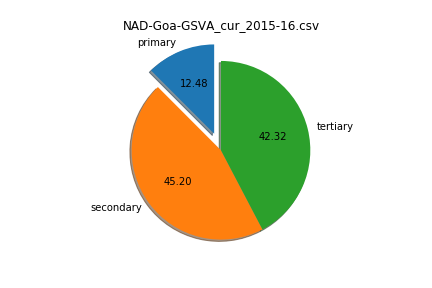 NAD-Goa-GSVA_cur_2015-16.csv
primary
12.48
42.32
tertiary
45.20
secondary